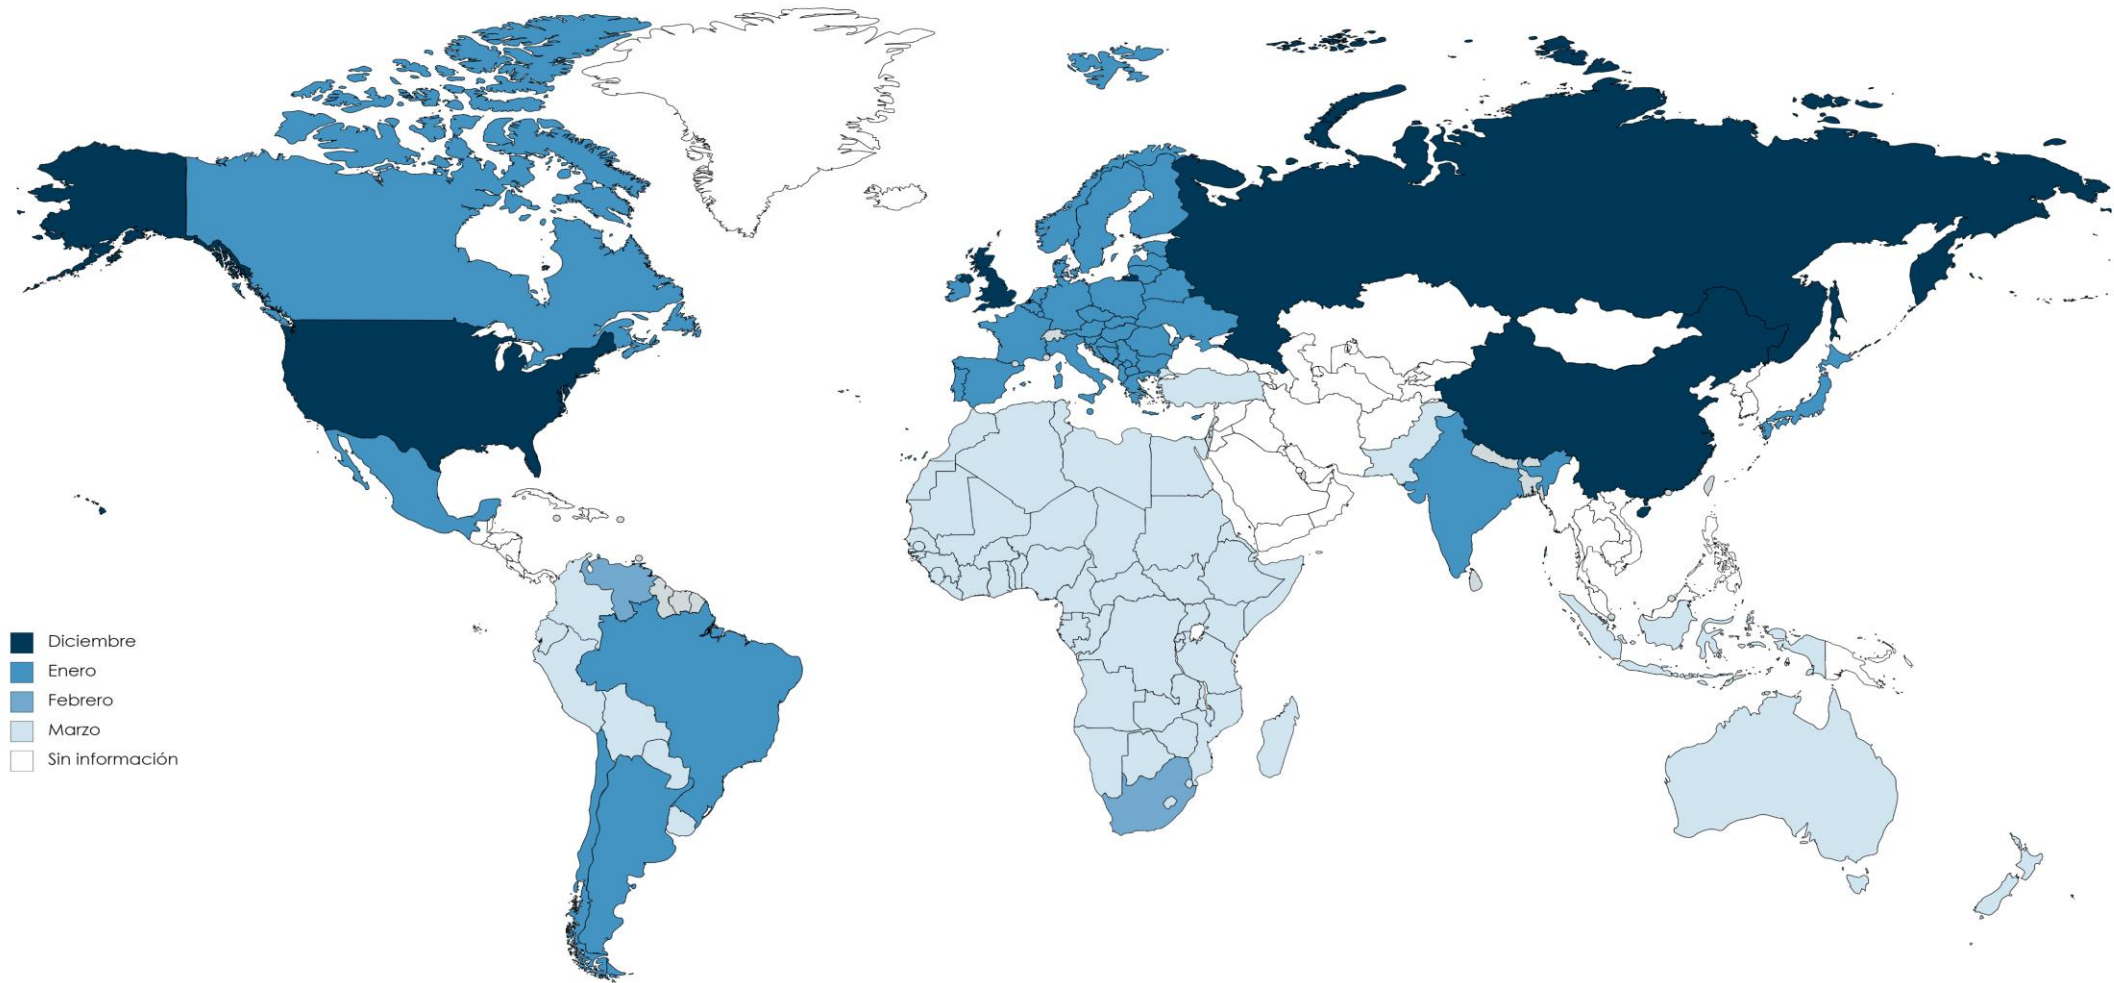 Diciembre
Enero
Febrero
Marzo
Sin información